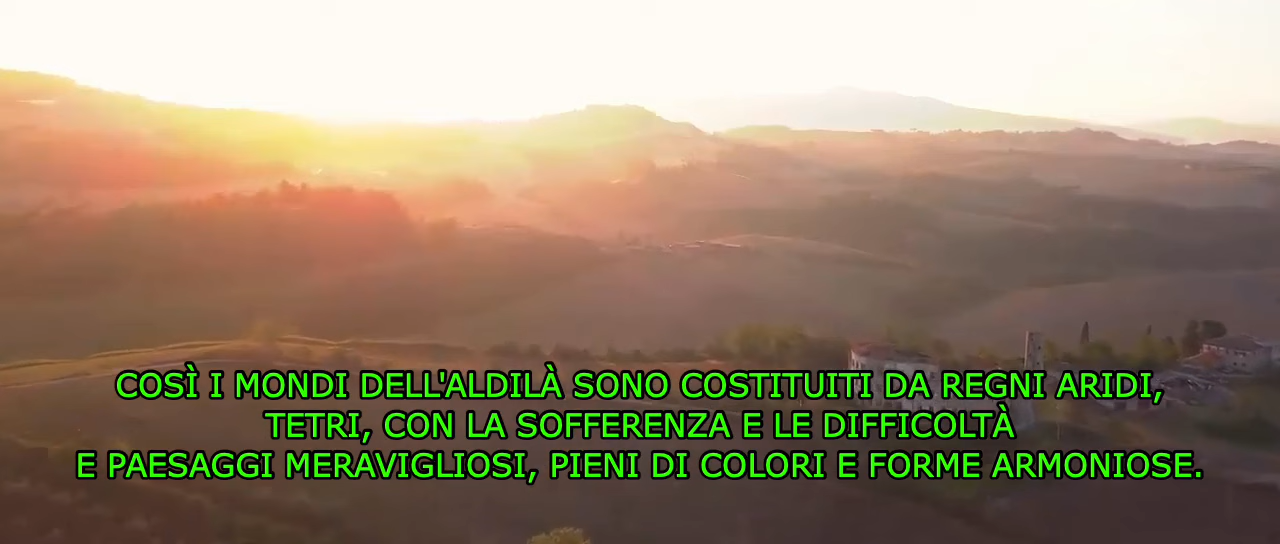 COSÌ I MONDI DELL'ALDILÀ SONO COSTITUITI DA REGNI ARIDI,
TETRI, CON LA SOFFERENZA E LE DIFFICOLTÀ
E PAESAGGI MERAVIGLIOSI, PIENI DI COLORI E FORME ARMONIOSE.